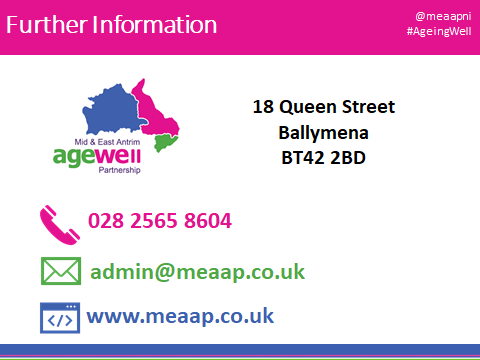 Further Information
@meaapni
#AgeingWell
Mid & East Antrim
agewell
Partnership
18 Queen Street
Ballymena
BT42 2BD
028 2565 8604
admin@meaap.co.uk
</>
www.meaap.co.uk